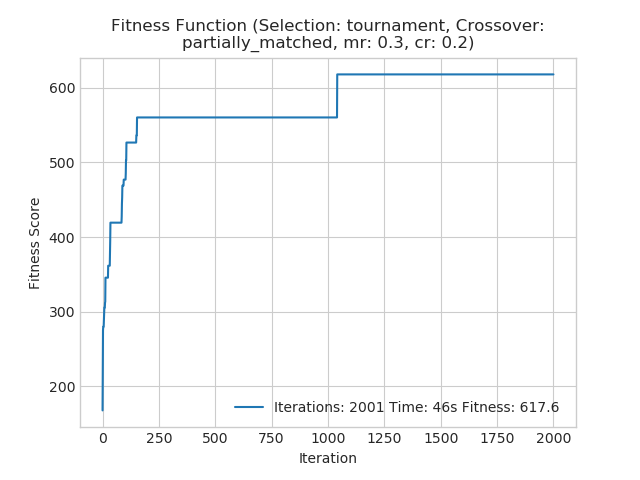 Fitness Function (Selection: tournament, Crossover:
partially_matched, mr: 0.3, cr: 0.2)
600
500
400
300
200
Fitness Score
Iterations: 2001 Time: 46s Fitness: 617.6
0 250 500 750 1000 1250 1500 1750 2000
Iteration